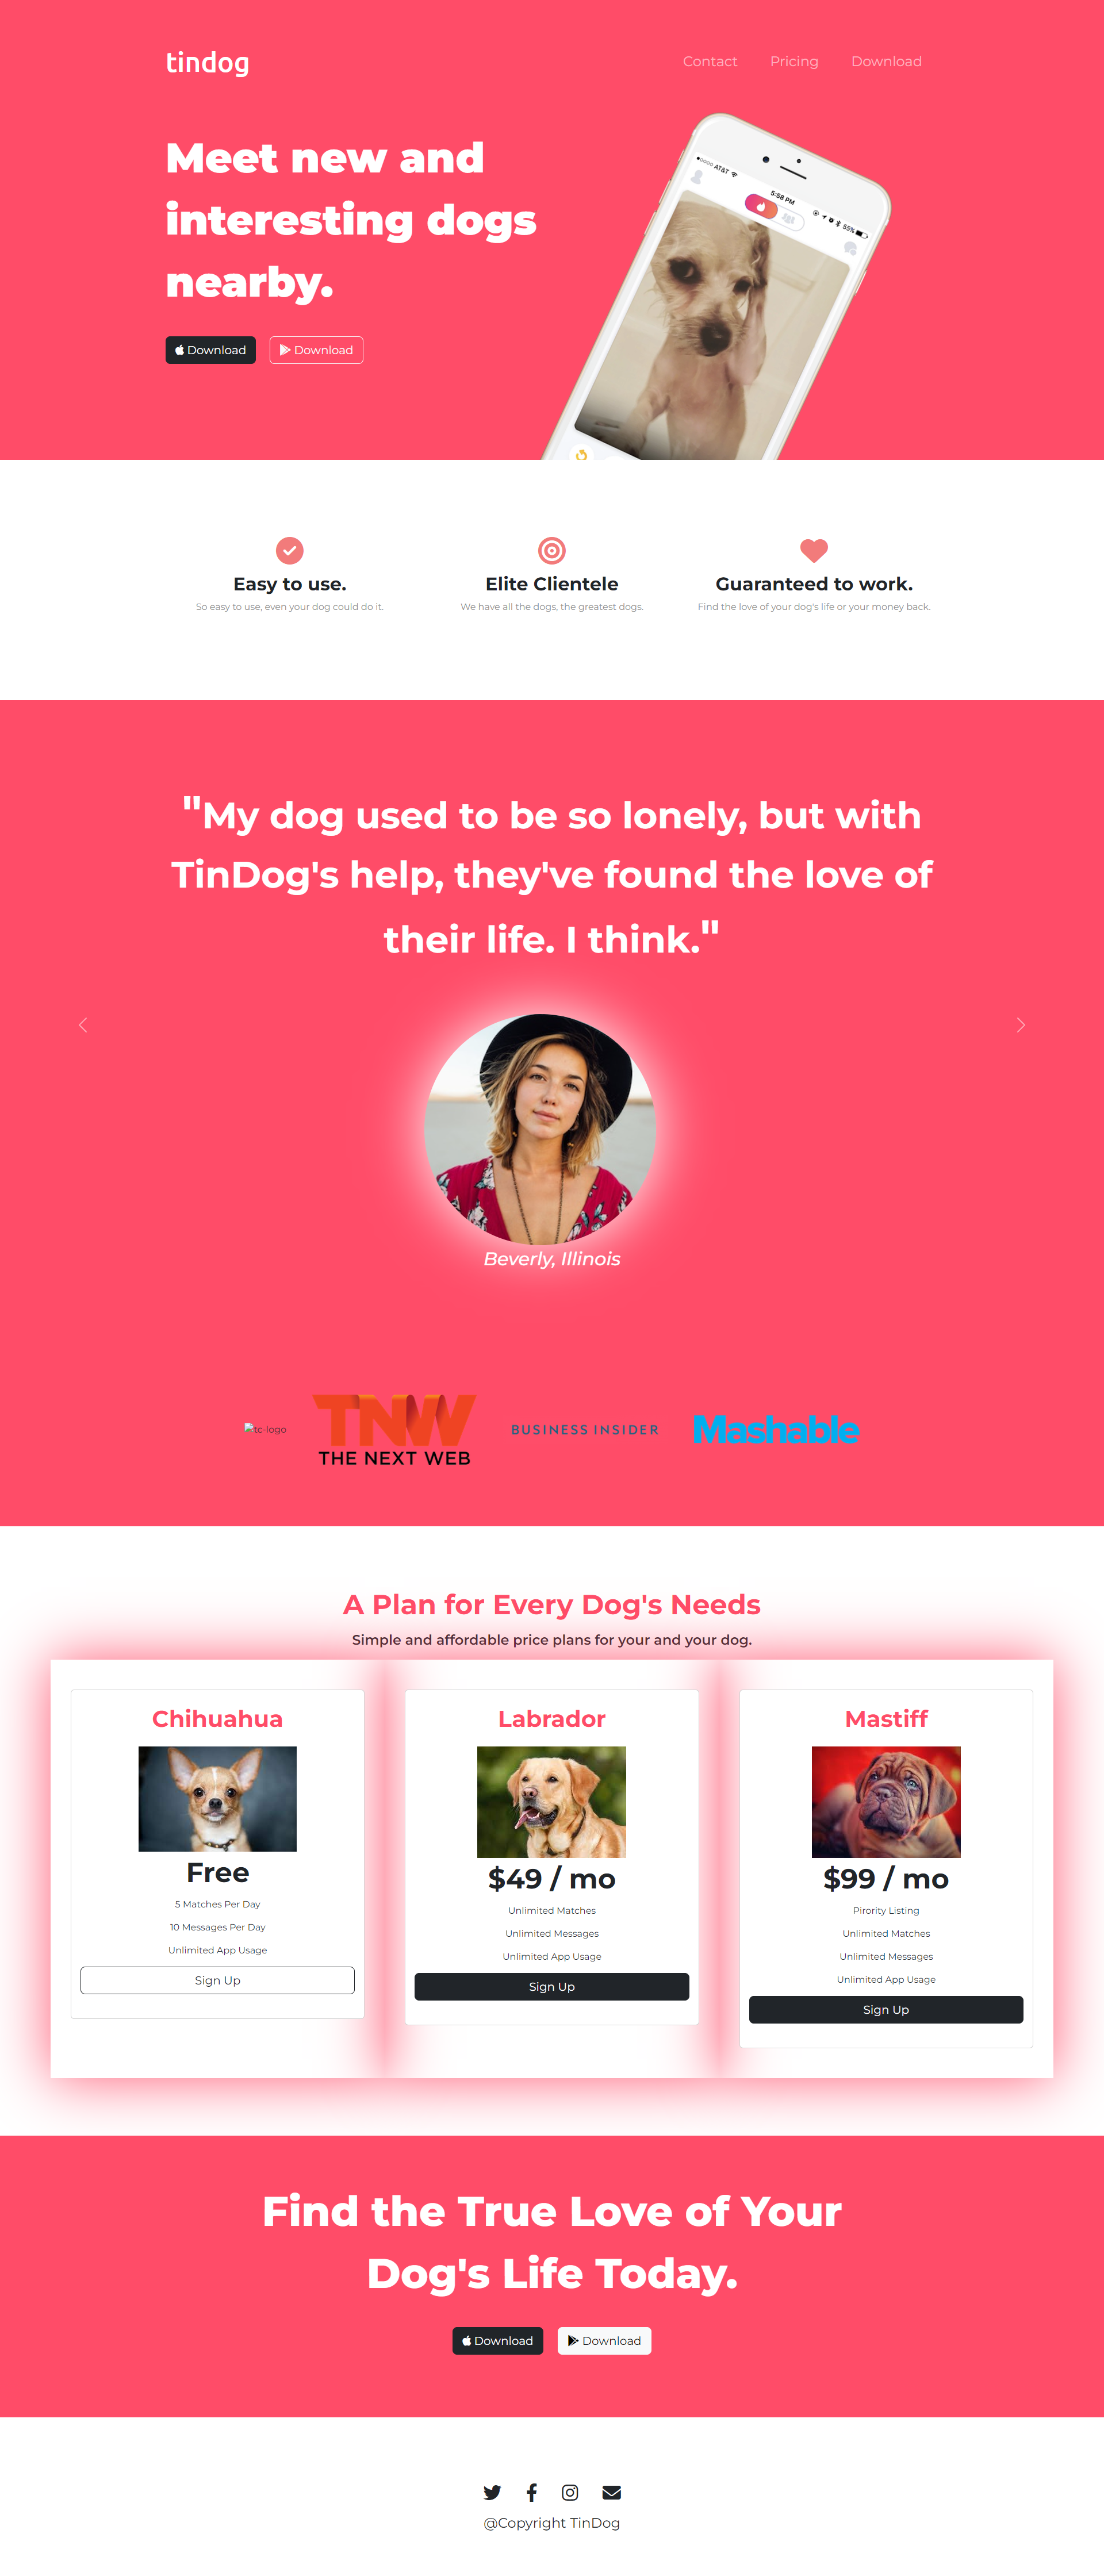 tindog
Contact Pricing Download
Meet new and
interesting dogs
nearby.
Download Download
AT&T 5:58 PM 55%
Easy to use.
So easy to use, even your dog could do it.
Elite Clientele
We have all the dogs, the greatest dogs.
Guaranteed to work.
Find the love of your dog's life or your money back.
"My dog used to be so lonely, but with
TinDog's help, they've found the love of
their life. I think."
Beverly, Illinois
tc-logo
TNW
THE NEXT WEB
BUSINESS INSIDER
Mashable
A Plan for Every Dog's Needs
Simple and affordable price plans for your and your dog.
Chihuahua
Free
5 Matches Per Day
10 Messages Per Day
Unlimited App Usage
Sign Up
Labrador
$49 / mo
Unlimited Matches
Unlimited Messages
Unlimited App Usage
Sign Up
Mastiff
$99 / mo
Pirority Listing
Unlimited Matches
Unlimited Messages
Unlimited App Usage
Sign Up
Find the True Love of Your
Dog's Life Today.
Download Download
@Copyright TinDog